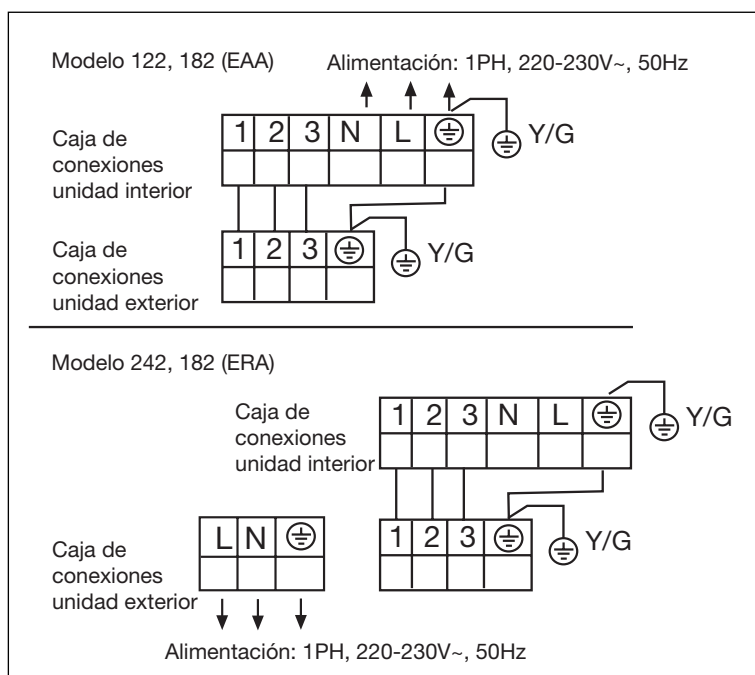 Modelo 122, 182 (EAA)
Alimentación: 1PH, 220-230V~, 50Hz
Caja de
conexiones
unidad interior
1 2 3 N L
Y/G
Caja de
conexiones
unidad exterior
1 2 3
Y/G
Modelo 242, 182 (ERA)
Caja de
conexiones
unidad interior
1 2 3 N L
Y/G
Caja de
conexiones
unidad exterior
L N
1 2 3
Y/G
Alimentación: 1PH, 220-230V~, 50Hz